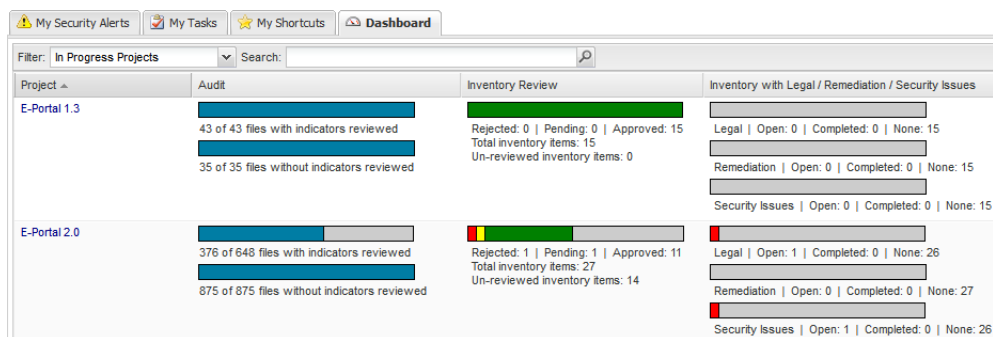 My Security Alerts My Tasks My Shortcuts Dashboard
Filter: In Progress Projects Search:
Project Audit Inventory Review Inventory with Legal / Remediation / Security Issues
E-Portal 1.3
43 of 43 files with indicators reviewed
35 of 35 files without indicators reviewed
Rejected: 0 | Pending: 0 | Approved: 15
Total inventory items: 15
Un-reviewed inventory items: 0
Legal | Open: 0 | Completed: 0 | None: 15
Remediation | Open: 0 | Completed: 0 | None: 15
Security Issues | Open: 0 | Completed: 0 | None: 15
E-Portal 2.0
376 of 648 files with indicators reviewed
875 of 875 files without indicators reviewed
Rejected: 1 | Pending: 1 | Approved: 11
Total inventory items: 27
Un-reviewed inventory items: 14
Legal | Open: 1 | Completed: 0 | None: 26
Remediation | Open: 0 | Completed: 0 | None: 27
Security Issues | Open: 1 | Completed: 0 | None: 26